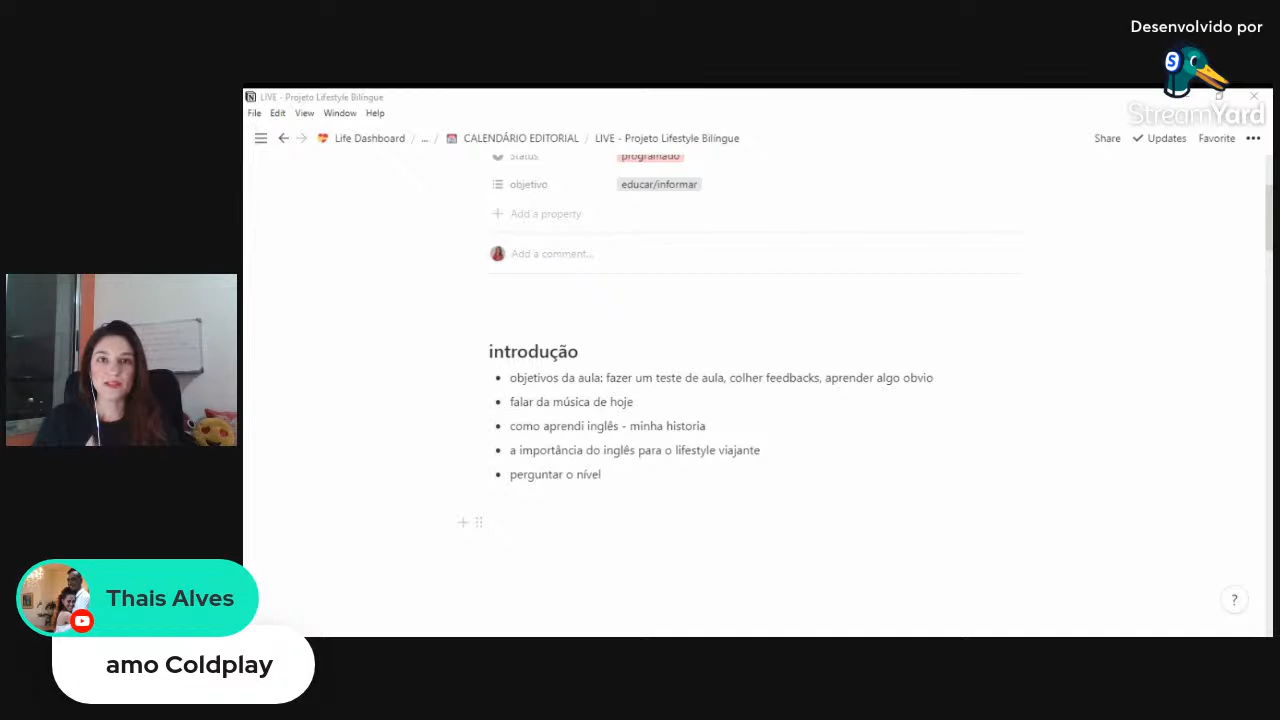 Desenvolvido por
StreamYard
LIVE - Projeto Lifestyle Bilíngue
File Edit View Window Help
Life Dashboard / ... / CALENDÁRIO EDITORIAL / LIVE - Projeto Lifestyle Bilíngue
Share Updates Favorite
Status programado
objetivo educar/informar
Add a property
Add a comment...
introdução
objetivos da aula: fazer um teste de aula, colher feedbacks, aprender algo obvio
falar da música de hoje
como aprendi inglês - minha historia
a importância do inglês para o lifestyle viajante
perguntar o nível
?
Thais Alves
amo Coldplay